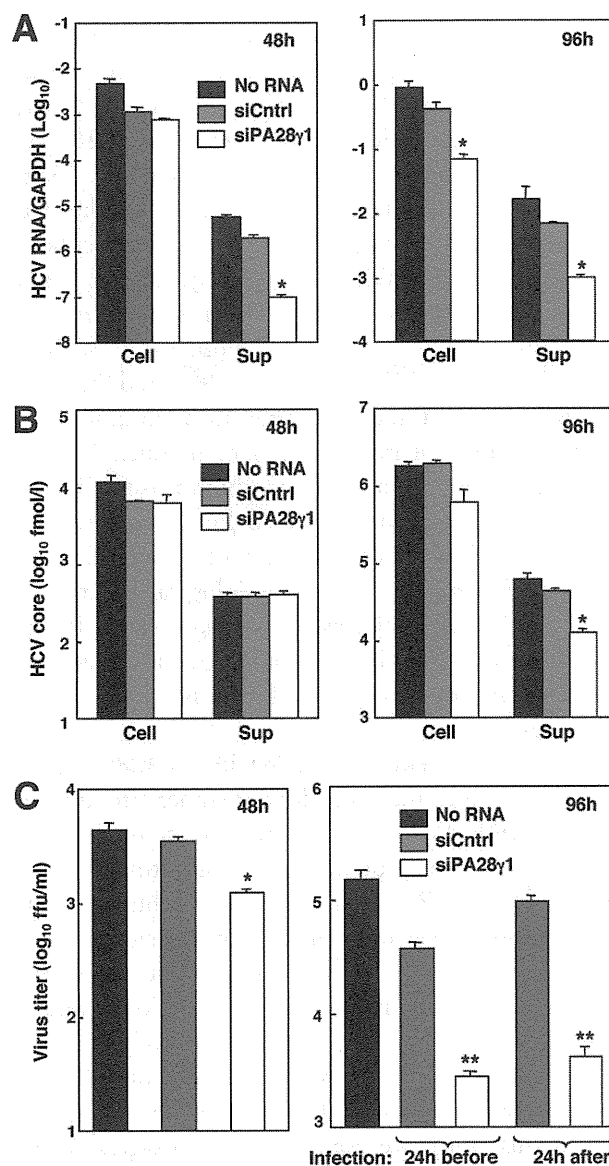 A
48h
96h
HCV RNA/GAPDH (Log10)
-1
-2
-3
-4
-5
-6
-7
-8
No RNA
siCntrl
siPA28γ1
*
Cell
Sup
0
-1
-2
-3
-4
*
*
Cell
Sup
B
48h
96h
HCV core (log10 fmol/l)
5
4
3
2
1
No RNA
siCntrl
siPA28γ1
Cell
Sup
7
6
5
4
3
*
Cell
Sup
C
48h
96h
Virus titer (log10 ffu/ml)
4
3
2
1
*
6
5
4
3
No RNA
siCntrl
siPA28γ1
**
**
Infection: 24h before 24h after